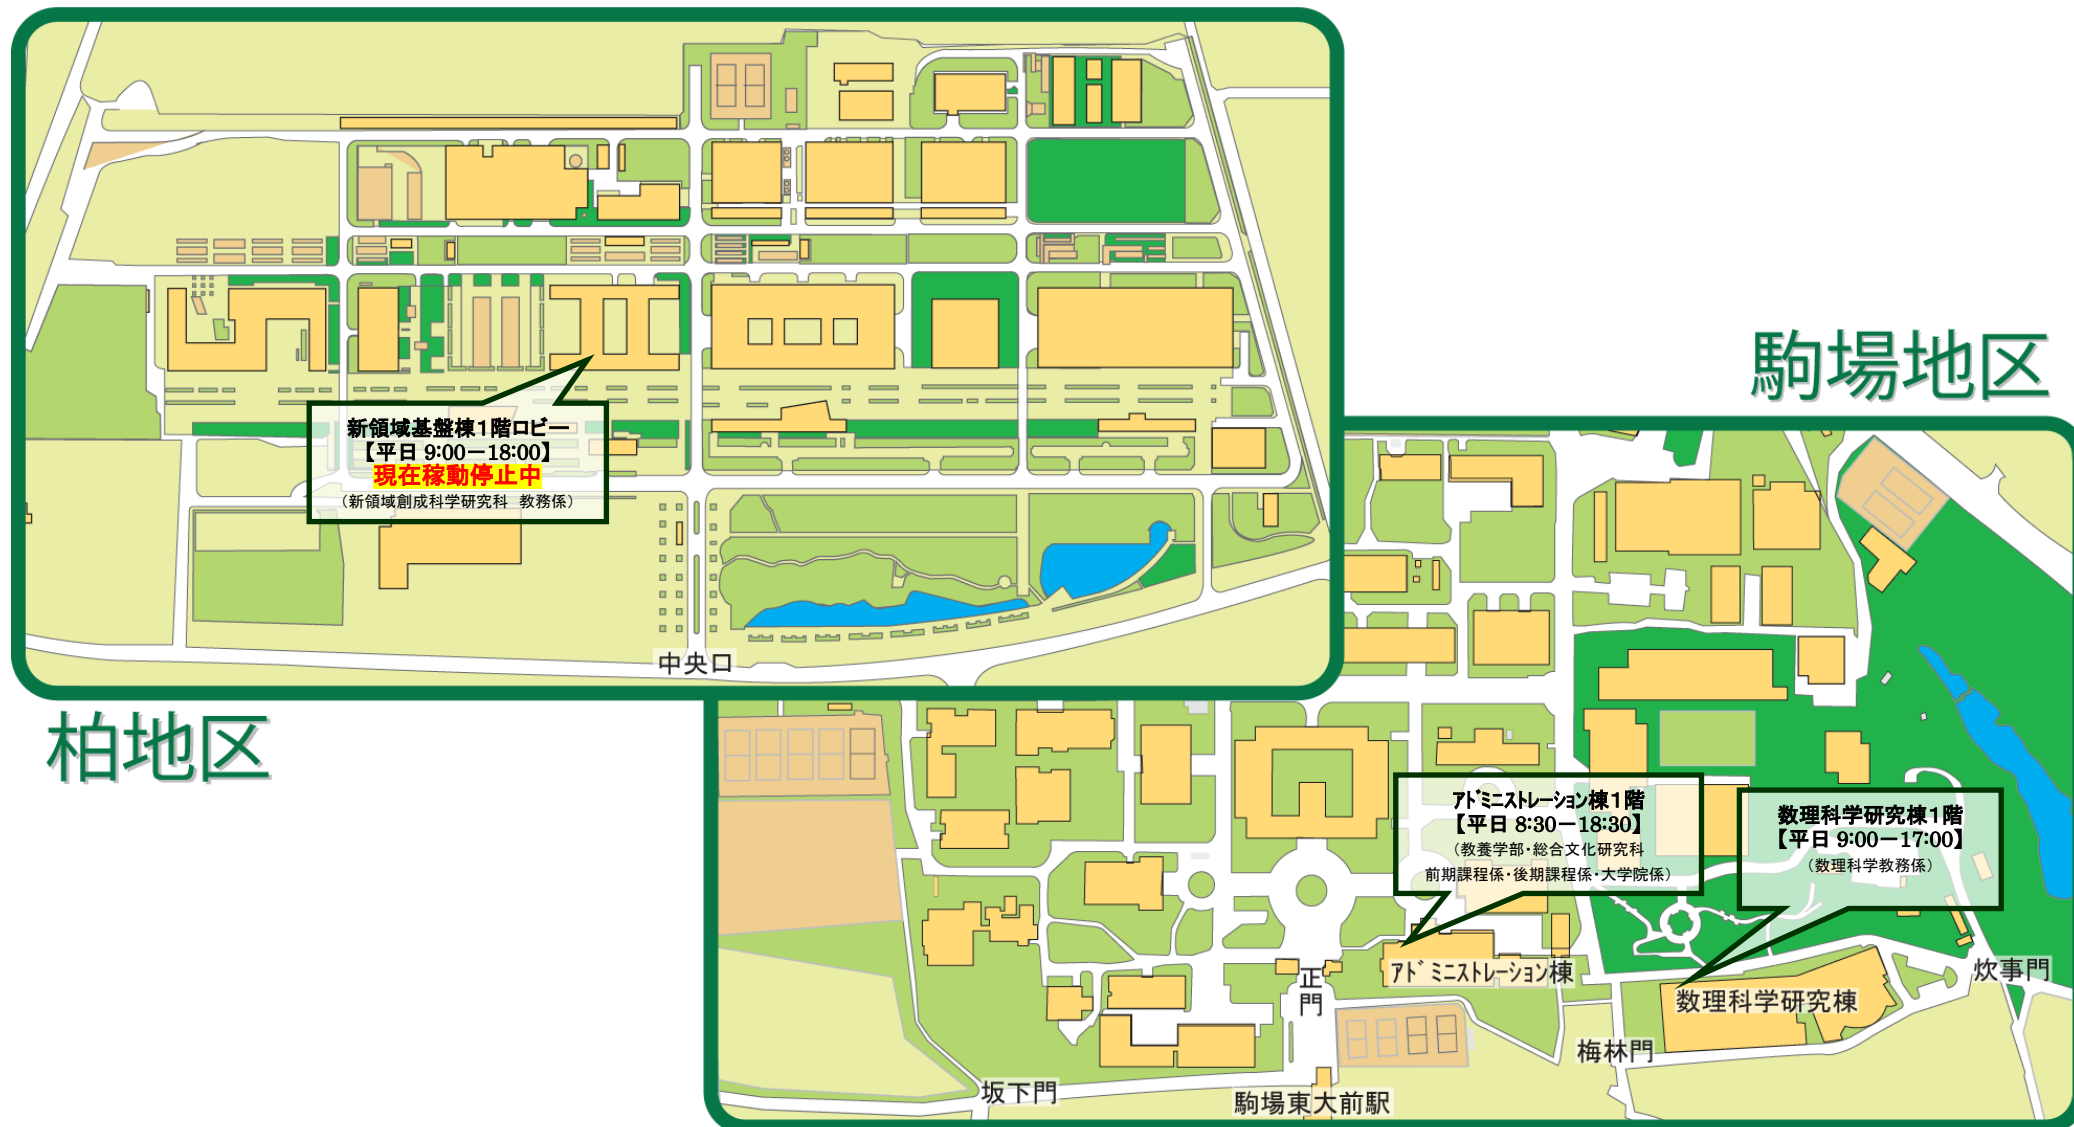 新領域基盤棟1階ロビー
【平日 9:00-18:00】
現在稼動停止中
(新領域創成科学研究科 教務係)
中央口
柏地区
駒場地区
アドミニストレーション棟1階
【平日 8:30-18:30】
(教養学部・総合文化研究科
前期課程係・後期課程係・大学院係)
数理科学研究棟1階
【平日 9:00-17:00】
(数理科学教務係)
アドミニストレーション棟
正門
数理科学研究棟
炊事門
梅林門
坂下門
駒場東大前駅